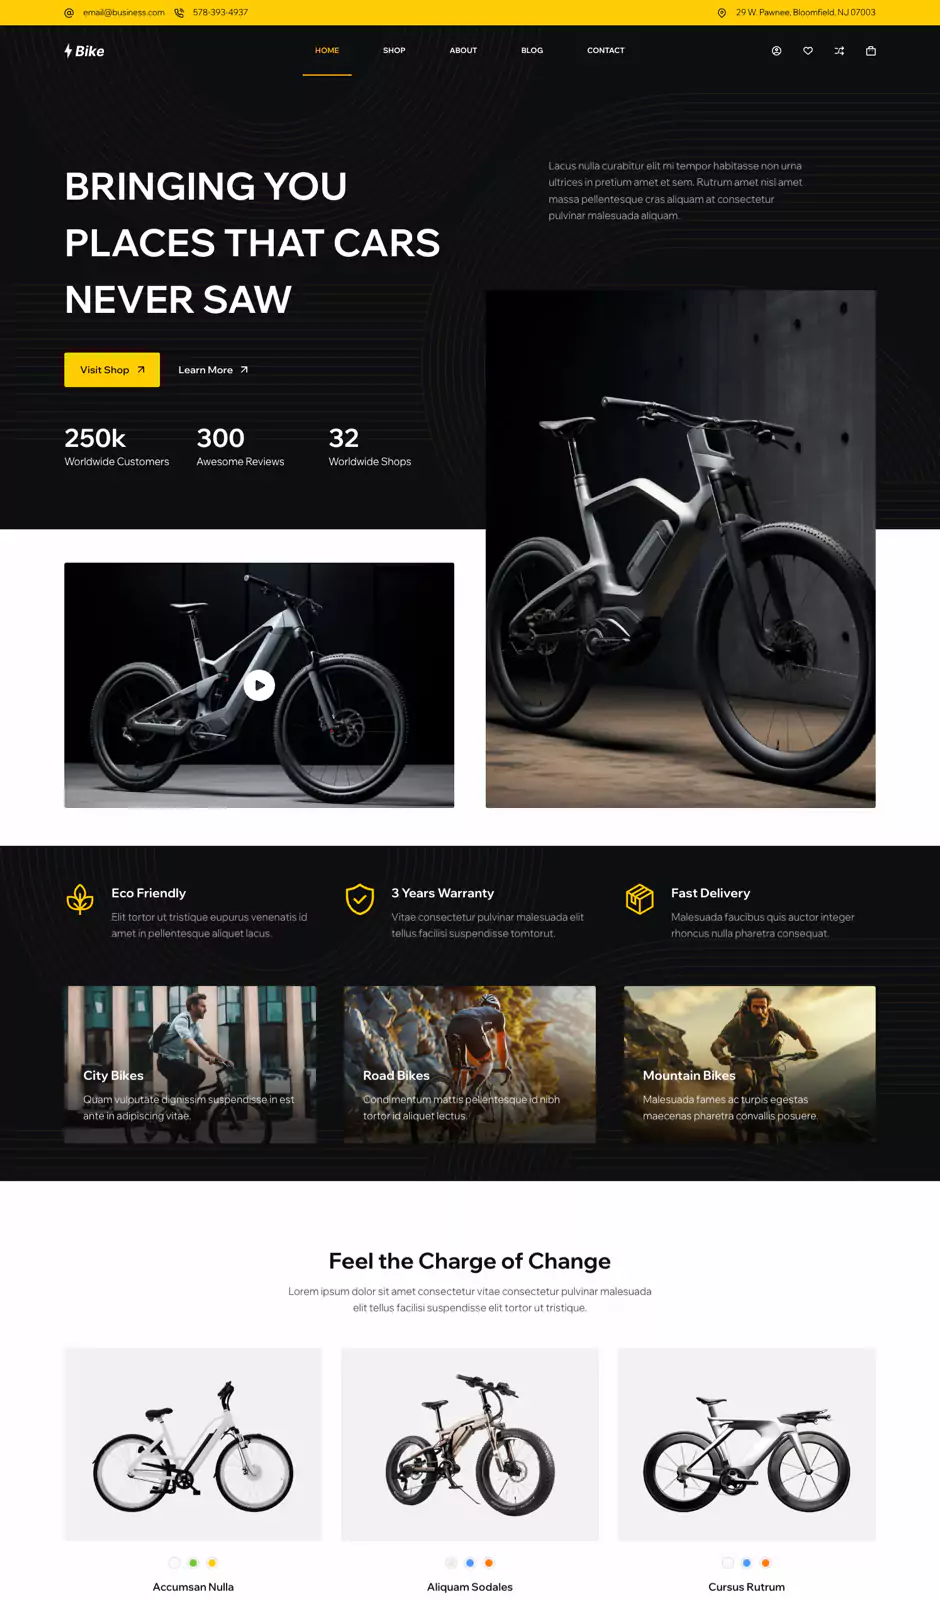 email@business.com 578-393-4937 29 W. Pawnee, Bloomfield, NJ 07003
Bike
HOME SHOP ABOUT BLOG CONTACT
BRINGING YOU
PLACES THAT CARS
NEVER SAW
Lacus nulla curabitur elit mi tempor habitasse non urna
ultrices in pretium amet et sem. Rutrum amet nisl amet
massa pellentesque cras aliquam at consectetur
pulvinar malesuada aliquam.
Visit Shop Learn More
250k 300 32
Worldwide Customers Awesome Reviews Worldwide Shops
Eco Friendly
Elit tortor ut tristique eupurus venenatis id
amet in pellentesque aliquet lacus.
3 Years Warranty
Vitae consectetur pulvinar malesuada elit
tellus facilisi suspendisse tomtorut.
Fast Delivery
Malesuada faucibus quis auctor integer
rhoncus nulla pharetra consequat.
City Bikes
Quam vulputate dignissim suspendisse in est
ante in adipiscing vitae.
Road Bikes
Condimentum mattis pellentesque id nibh
tortor id aliquet lectus.
Mountain Bikes
Malesuada fames ac turpis egestas
maecenas pharetra convallis posuere.
Feel the Charge of Change
Lorem ipsum dolor sit amet consectetur vitae consectetur pulvinar malesuada
elit tellus facilisi suspendisse elit tortor ut tristique.
Accumsan Nulla
Aliquam Sodales
Cursus Rutrum